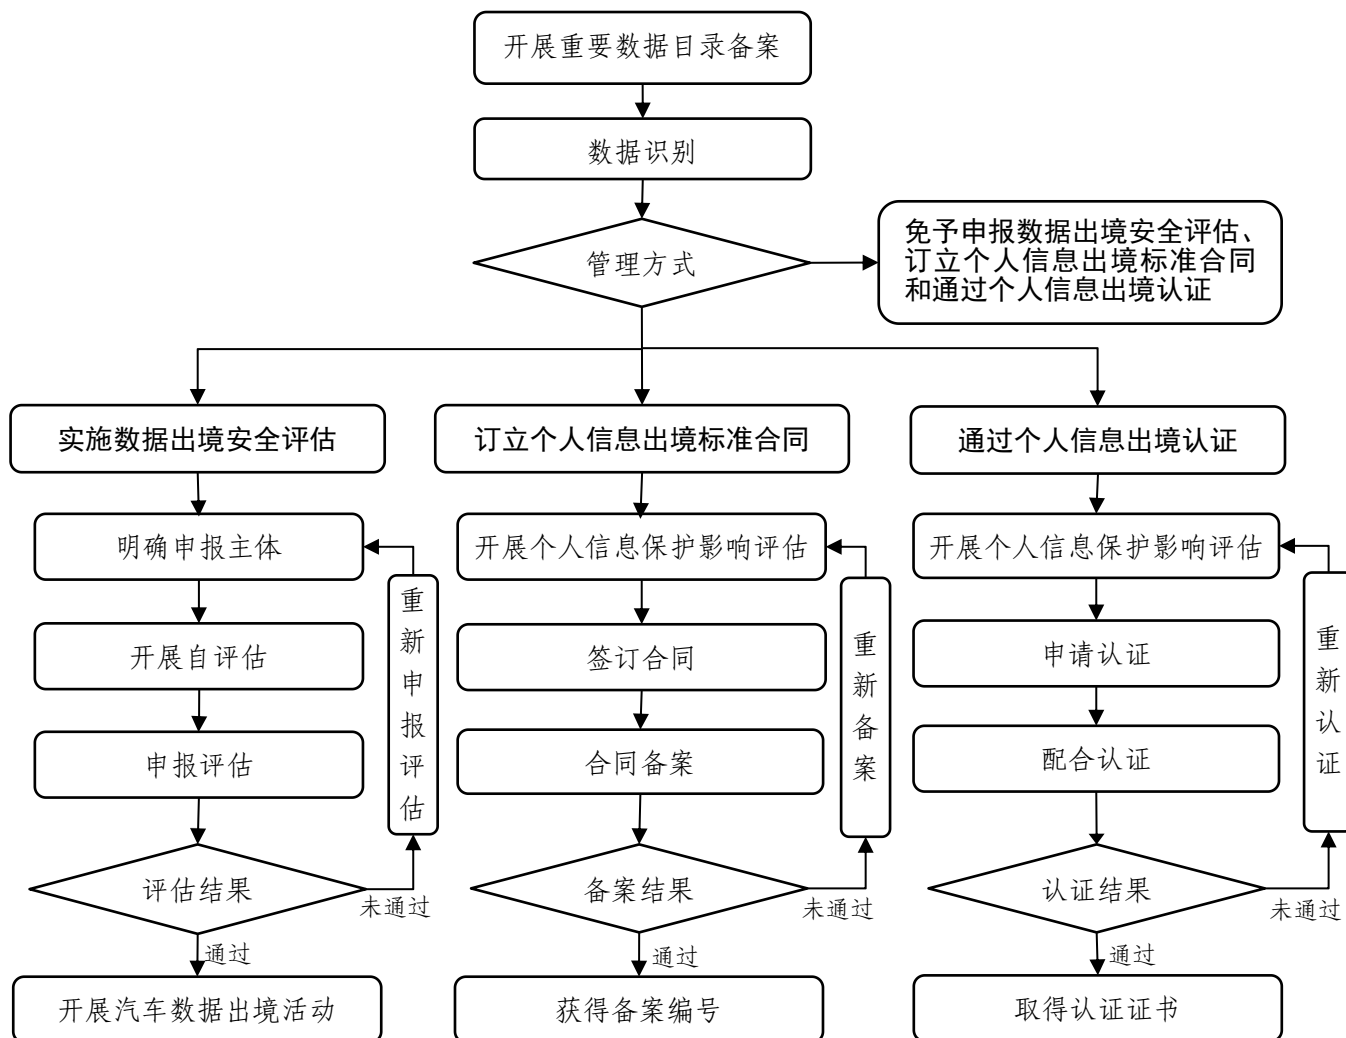 开展重要数据目录备案
数据识别
管理方式
免予申报数据出境安全评估、
订立个人信息出境标准合同
和通过个人信息出境认证
实施数据出境安全评估
订立个人信息出境标准合同
通过个人信息出境认证
明确申报主体
开展自评估
申报评估
重新申报评估
评估结果
未通过
通过
开展汽车数据出境活动
开展个人信息保护影响评估
签订合同
合同备案
重新备案
备案结果
未通过
通过
获得备案编号
开展个人信息保护影响评估
申请认证
配合认证
重新认证
认证结果
未通过
通过
取得认证证书